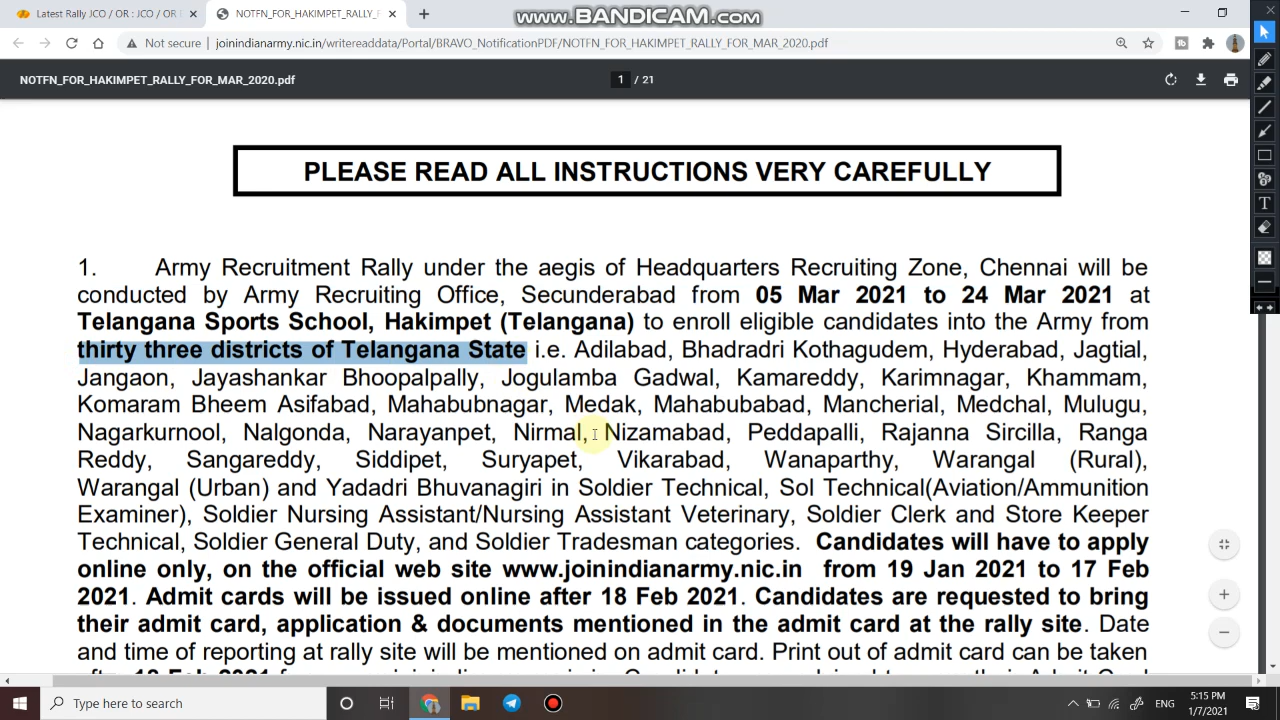 Latest Rally JCO / OR : JCO / OR
NOTFN_FOR_HAKIMPET_RALLY_F
www.BANDICAM.com
Not secure | joinindianarmy.nic.in/writereaddata/Portal/BRAVO_NotificationPDF/NOTFN_FOR_HAKIMPET_RALLY_FOR_MAR_2020.pdf
NOTFN_FOR_HAKIMPET_RALLY_FOR_MAR_2020.pdf
1 / 21
PLEASE READ ALL INSTRUCTIONS VERY CAREFULLY
1. Army Recruitment Rally under the aegis of Headquarters Recruiting Zone, Chennai will be
conducted by Army Recruiting Office, Secunderabad from 05 Mar 2021 to 24 Mar 2021 at
Telangana Sports School, Hakimpet (Telangana) to enroll eligible candidates into the Army from
thirty three districts of Telangana State i.e. Adilabad, Bhadradri Kothagudem, Hyderabad, Jagtial,
Jangaon, Jayashankar Bhoopalpally, Jogulamba Gadwal, Kamareddy, Karimnagar, Khammam,
Komaram Bheem Asifabad, Mahabubnagar, Medak, Mahabubabad, Mancherial, Medchal, Mulugu,
Nagarkurnool, Nalgonda, Narayanpet, Nirmal, Nizamabad, Peddapalli, Rajanna Sircilla, Ranga
Reddy, Sangareddy, Siddipet, Suryapet, Vikarabad, Wanaparthy, Warangal (Rural),
Warangal (Urban) and Yadadri Bhuvanagiri in Soldier Technical, Sol Technical(Aviation/Ammunition
Examiner), Soldier Nursing Assistant/Nursing Assistant Veterinary, Soldier Clerk and Store Keeper
Technical, Soldier General Duty, and Soldier Tradesman categories. Candidates will have to apply
online only, on the official web site www.joinindianarmy.nic.in from 19 Jan 2021 to 17 Feb
2021. Admit cards will be issued online after 18 Feb 2021. Candidates are requested to bring
their admit card, application & documents mentioned in the admit card at the rally site. Date
and time of reporting at rally site will be mentioned on admit card. Print out of admit card can be taken
Type here to search
ENG
5:15 PM
1/7/2021